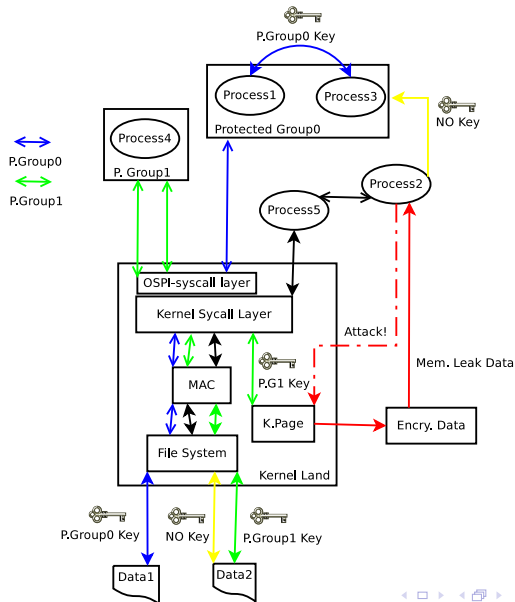 P.Group0 Key
Process1
Process3
Protected Group0
NO Key
Process4
P. Group1
P.Group0
P.Group1
Process2
Process5
OSPI-syscall layer
Kernel Sycall Layer
Attack!
Mem. Leak Data
P.G1 Key
MAC
K.Page
Encry. Data
File System
Kernel Land
P.Group0 Key
NO Key
P.Group1 Key
Data1
Data2